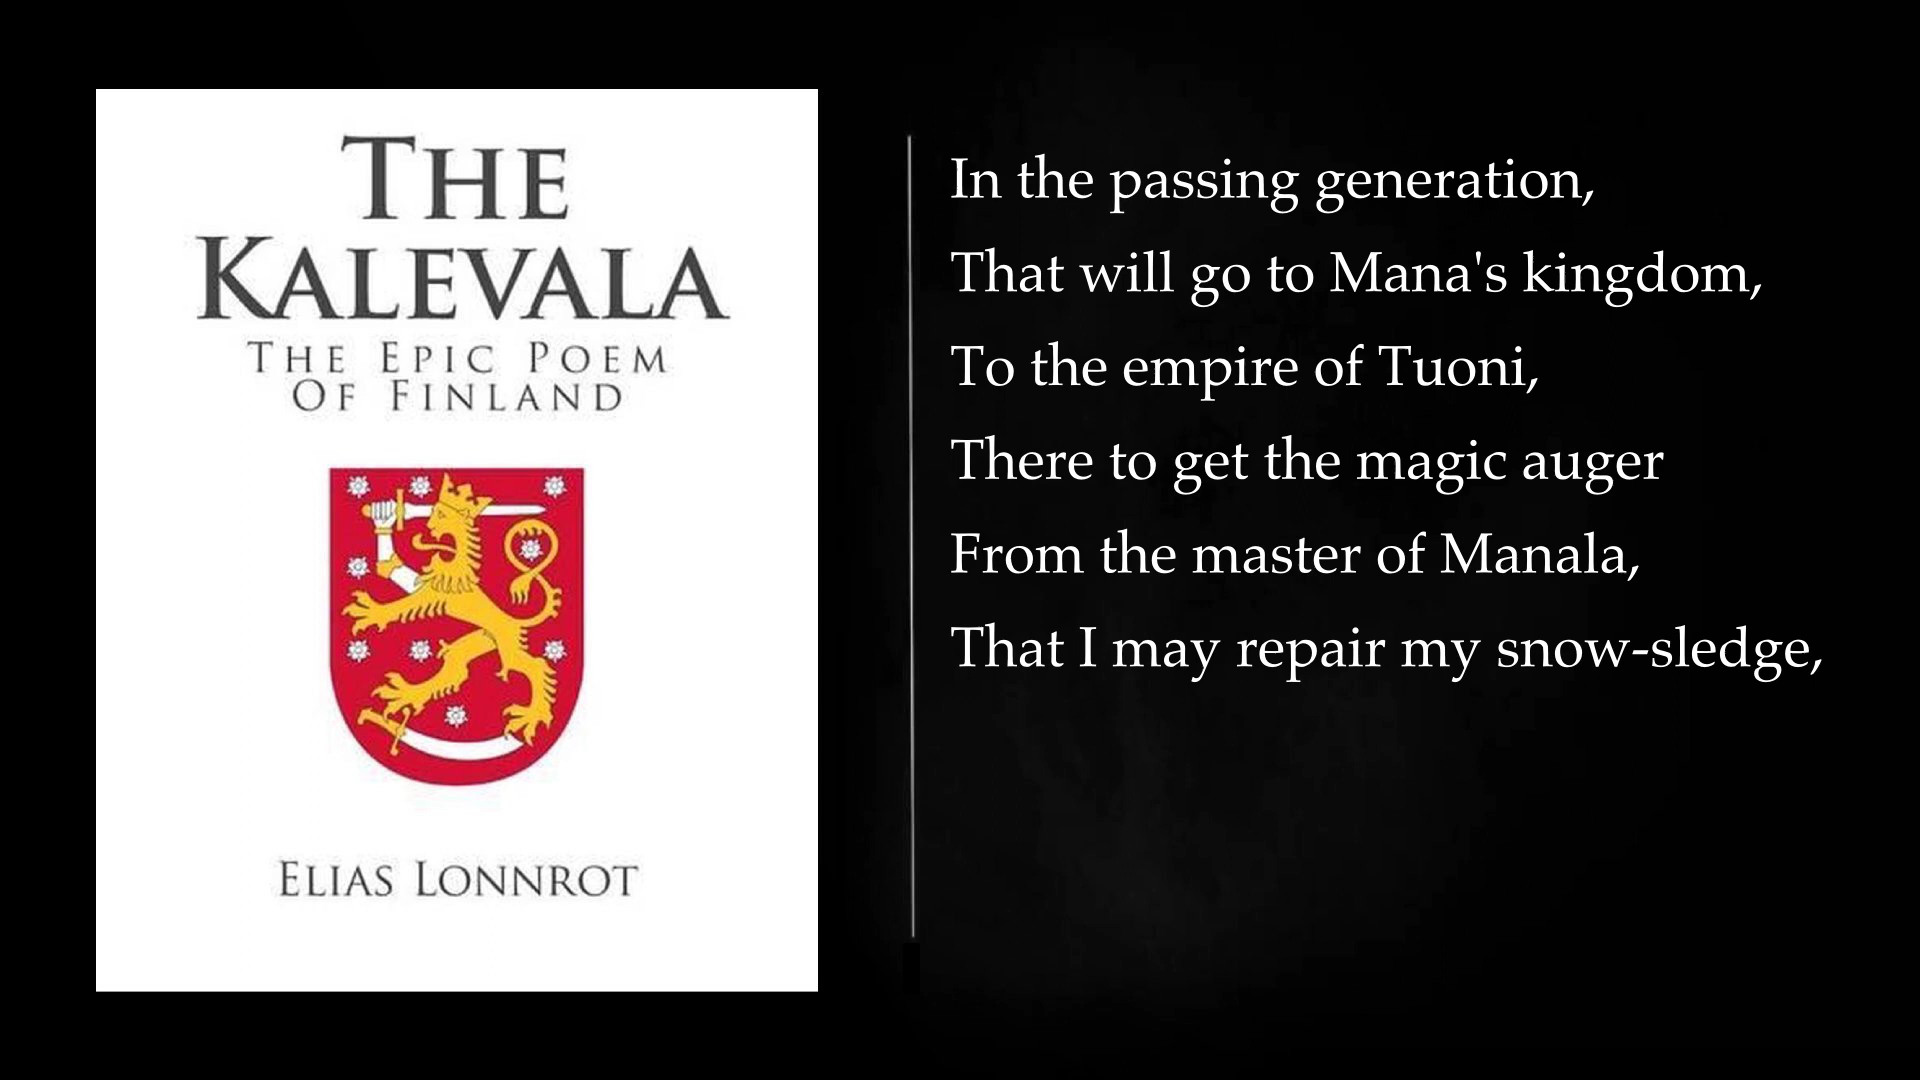 THE
KALEVALA
THE EPIC POEM
OF FINLAND
ELIAS LONNROT
In the passing generation,
That will go to Mana's kingdom,
To the empire of Tuoni,
There to get the magic auger
From the master of Manala,
That I may repair my snow-sledge,